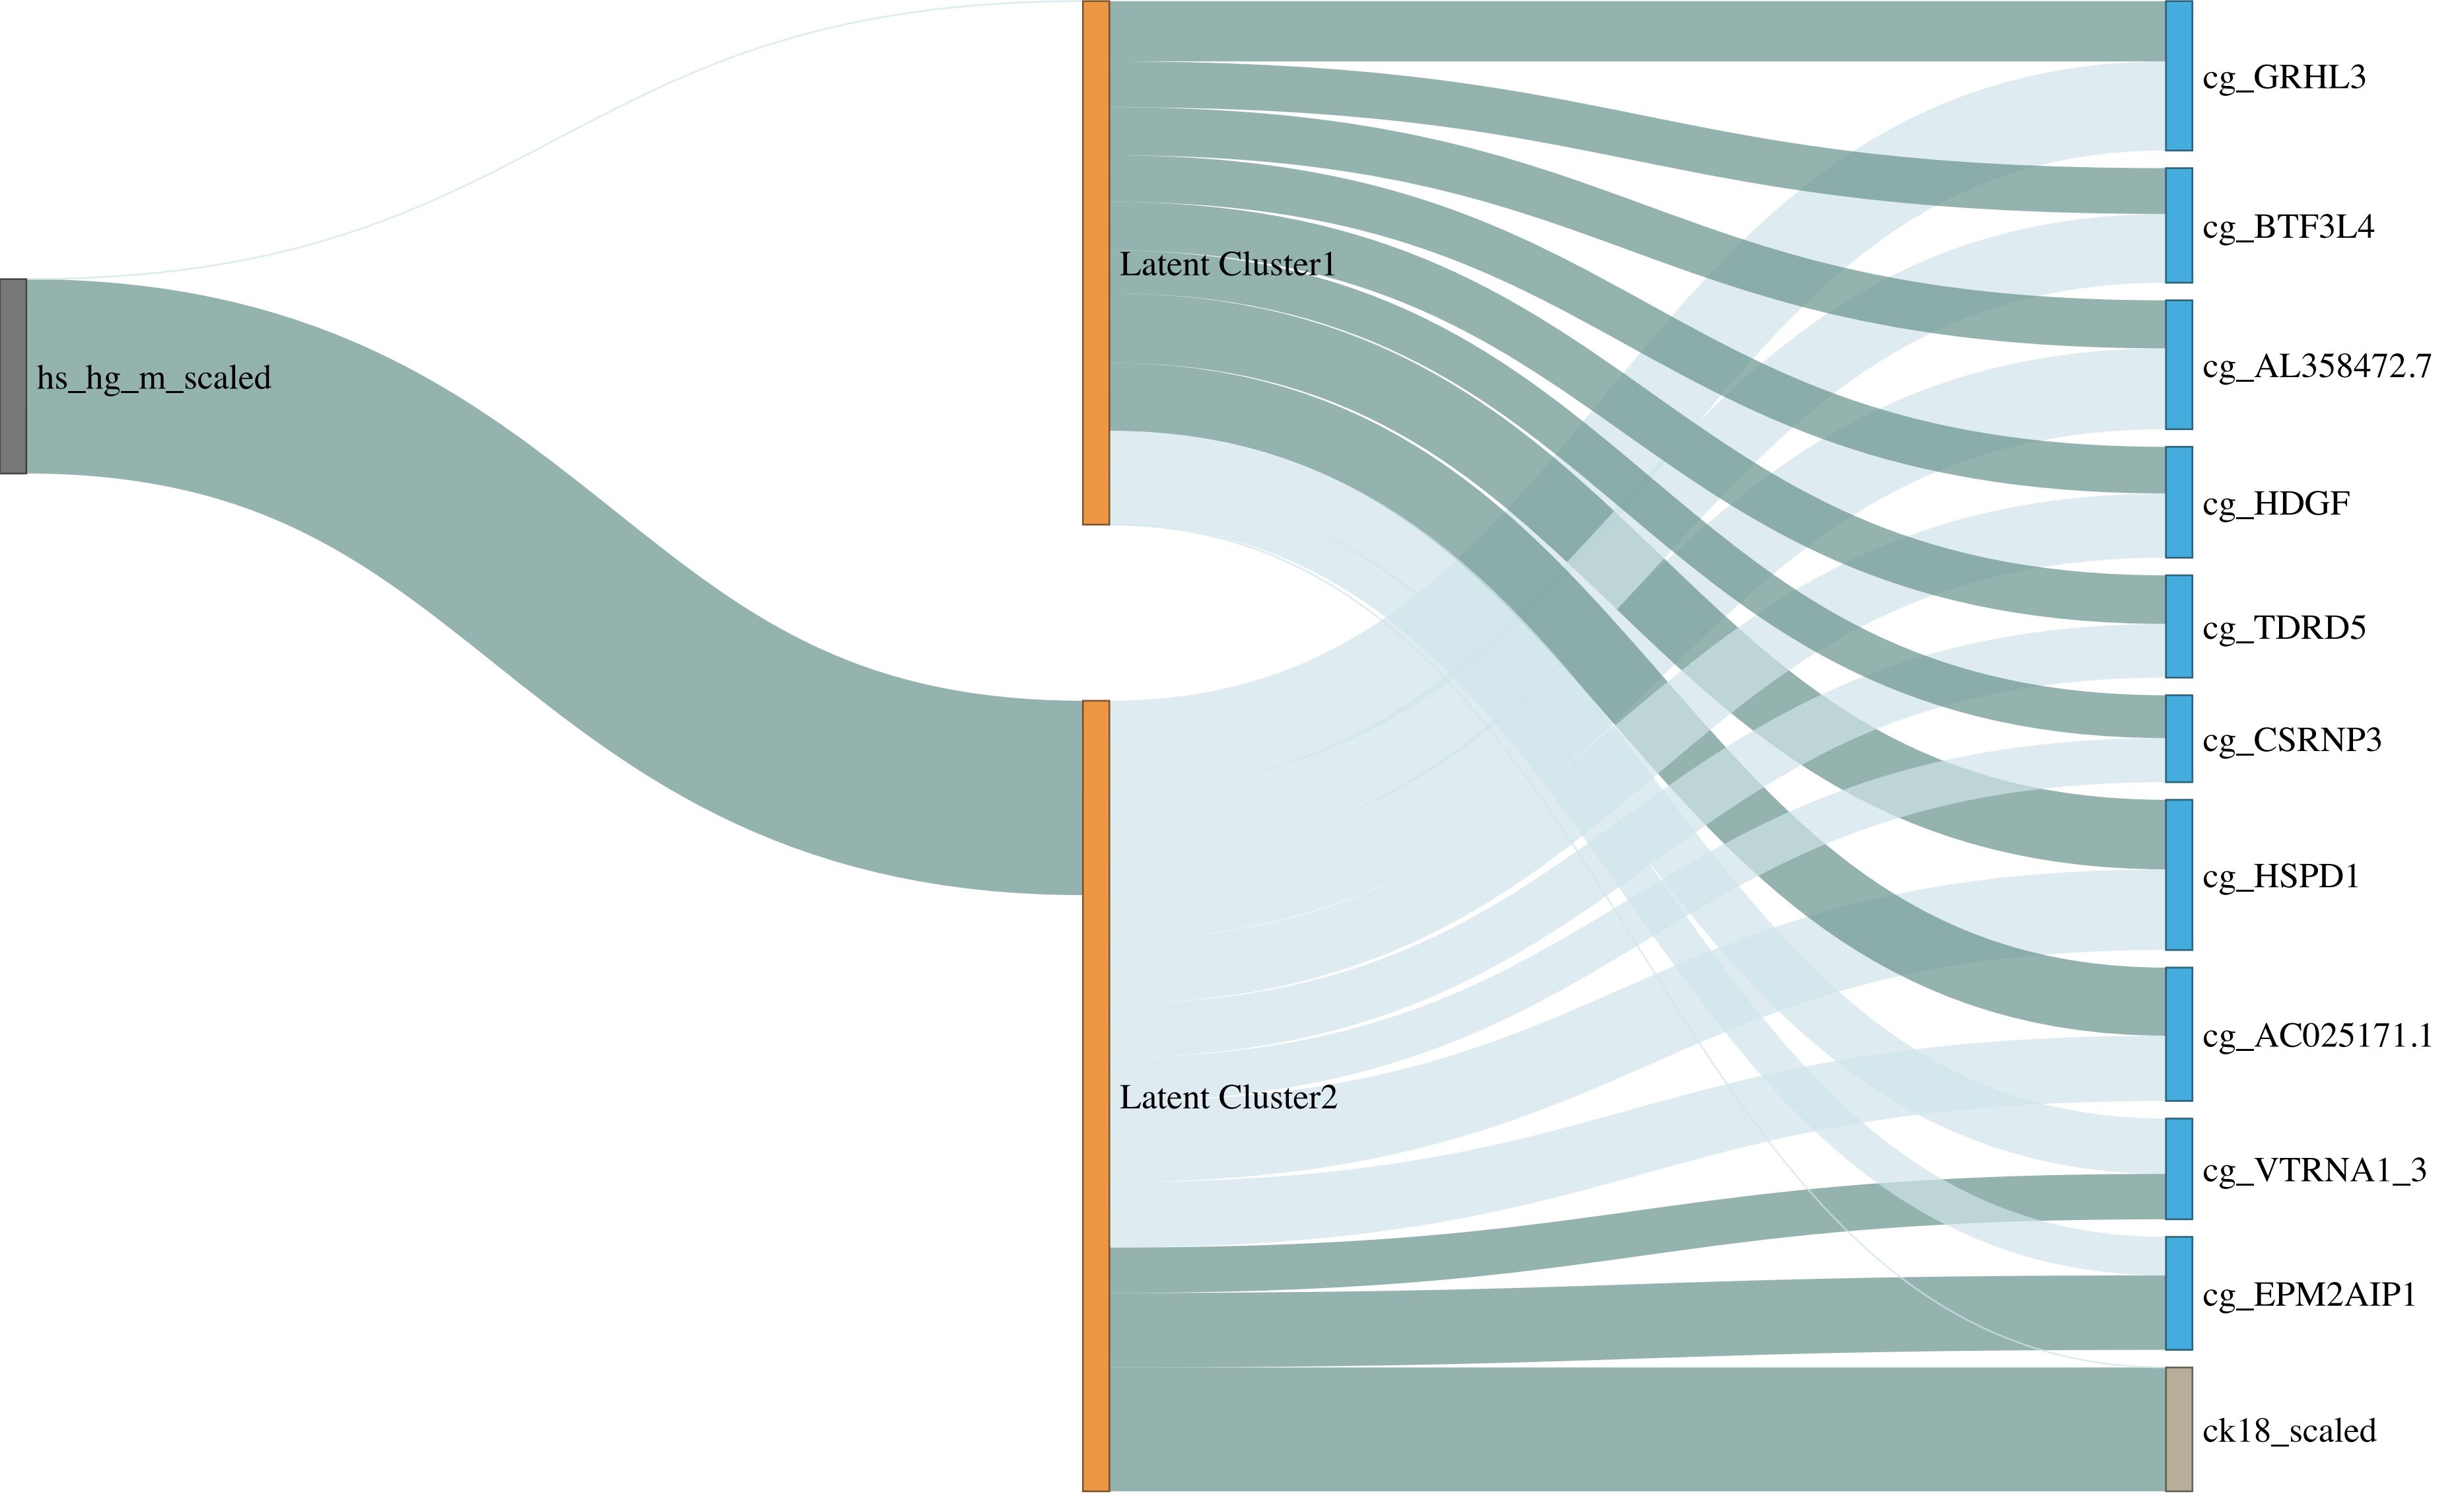 hs_hg_m_scaled
Latent Cluster1
Latent Cluster2
cg_GRHL3
cg_BTF3L4
cg_AL358472.7
cg_HDGF
cg_TDRD5
cg_CSRNP3
cg_HSPD1
cg_AC025171.1
cg_VTRNA1_3
cg_EPM2AIP1
ck18_scaled